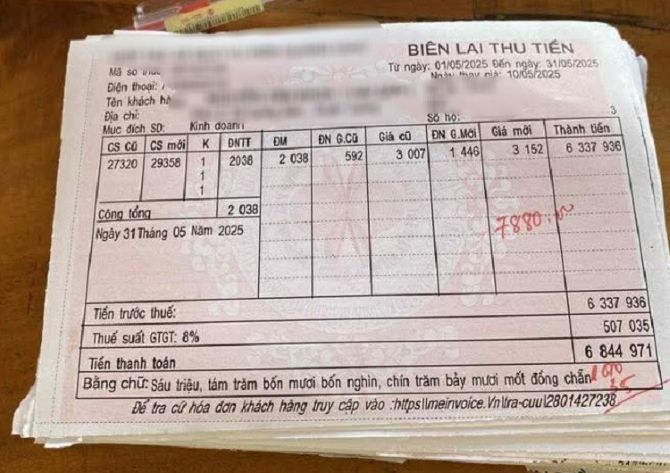 BIÊN LAI THU TIỀN
Từ ngày: 01/05/2025 Đến ngày: 31/05/2025
Ngày thay giá: 10/05/2025
Mã số
Điện thoại:
Tên khách
Địa chỉ:
Số hộ: 3
Mục đích SD: Kinh doanh
CS Cũ CS mới K ĐNTT ĐM ĐN G.Cũ Giá cũ ĐN G.Mới Giá mới Thành tiền
27320 29358 1 2036 2 038 592 3 007 1 446 3 152 6 337 936
1
1
Công tổng 2 038
Ngày 31 Tháng 05 Năm 2025
7880
Tiền trước thuế: 6 337 936
Thuế suất GTGT: 8% 507 035
Tiền thanh toán 6 844 971
Bằng chữ: Sáu triệu, tám trăm bốn mươi bốn nghìn, chín trăm bảy mươi mốt đồng chẵn
Để tra cứ hóa đơn khách hàng truy cập vào :https\\meinvoice.Vn\tra-cuu\2801427238